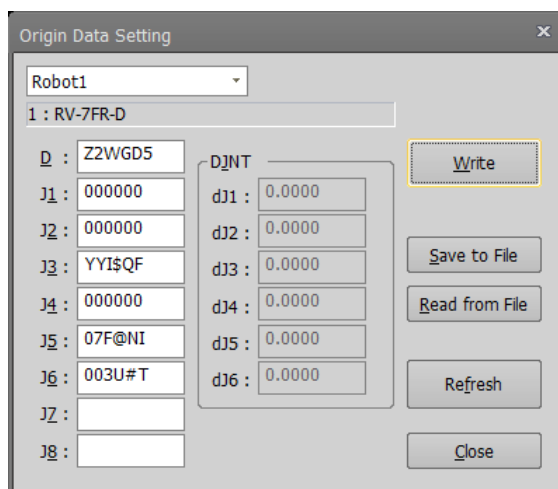 Origin Data Setting
Robot1
1 : RV-7FR-D
D : Z2WGD5
J1 : 000000
J2 : 000000
J3 : YYI$QF
J4 : 000000
J5 : 07F@NI
J6 : 003U#T
J7 :
J8 :
DJNT
dJ1 : 0.0000
dJ2 : 0.0000
dJ3 : 0.0000
dJ4 : 0.0000
dJ5 : 0.0000
dJ6 : 0.0000
Write
Save to File
Read from File
Refresh
Close